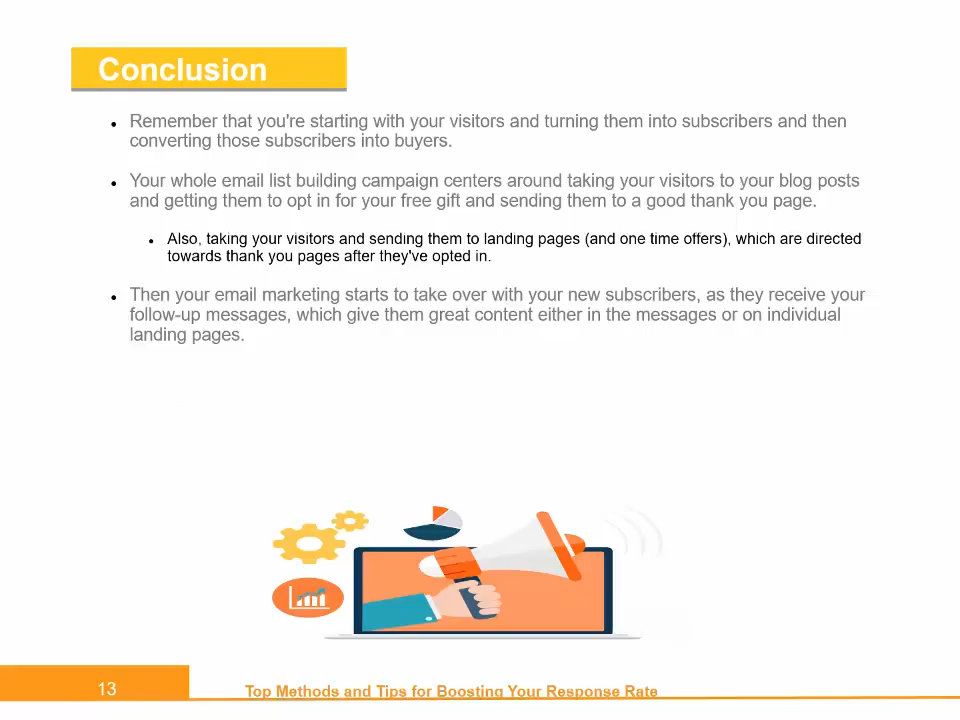 Conclusion
Remember that you're starting with your visitors and turning them into subscribers and then
converting those subscribers into buyers.
Your whole email list building campaign centers around taking your visitors to your blog posts
and getting them to opt in for your free gift and sending them to a good thank you page.
Also, taking your visitors and sending them to landing pages (and one time offers), which are directed
towards thank you pages after they've opted in.
Then your email marketing starts to take over with your new subscribers, as they receive your
follow-up messages, which give them great content either in the messages or on individual
landing pages.
13
Top Methods and Tips for Boosting Your Response Rate